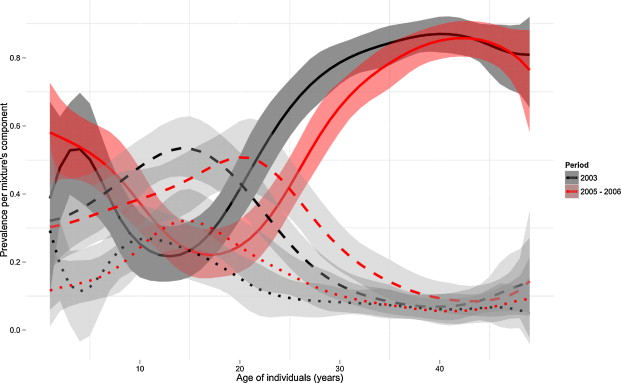 Prevalence per mixture's component
0.8
0.6
0.4
0.2
0.0
10
20
30
40
Age of individuals (years)
Period
2003
2005 - 2006